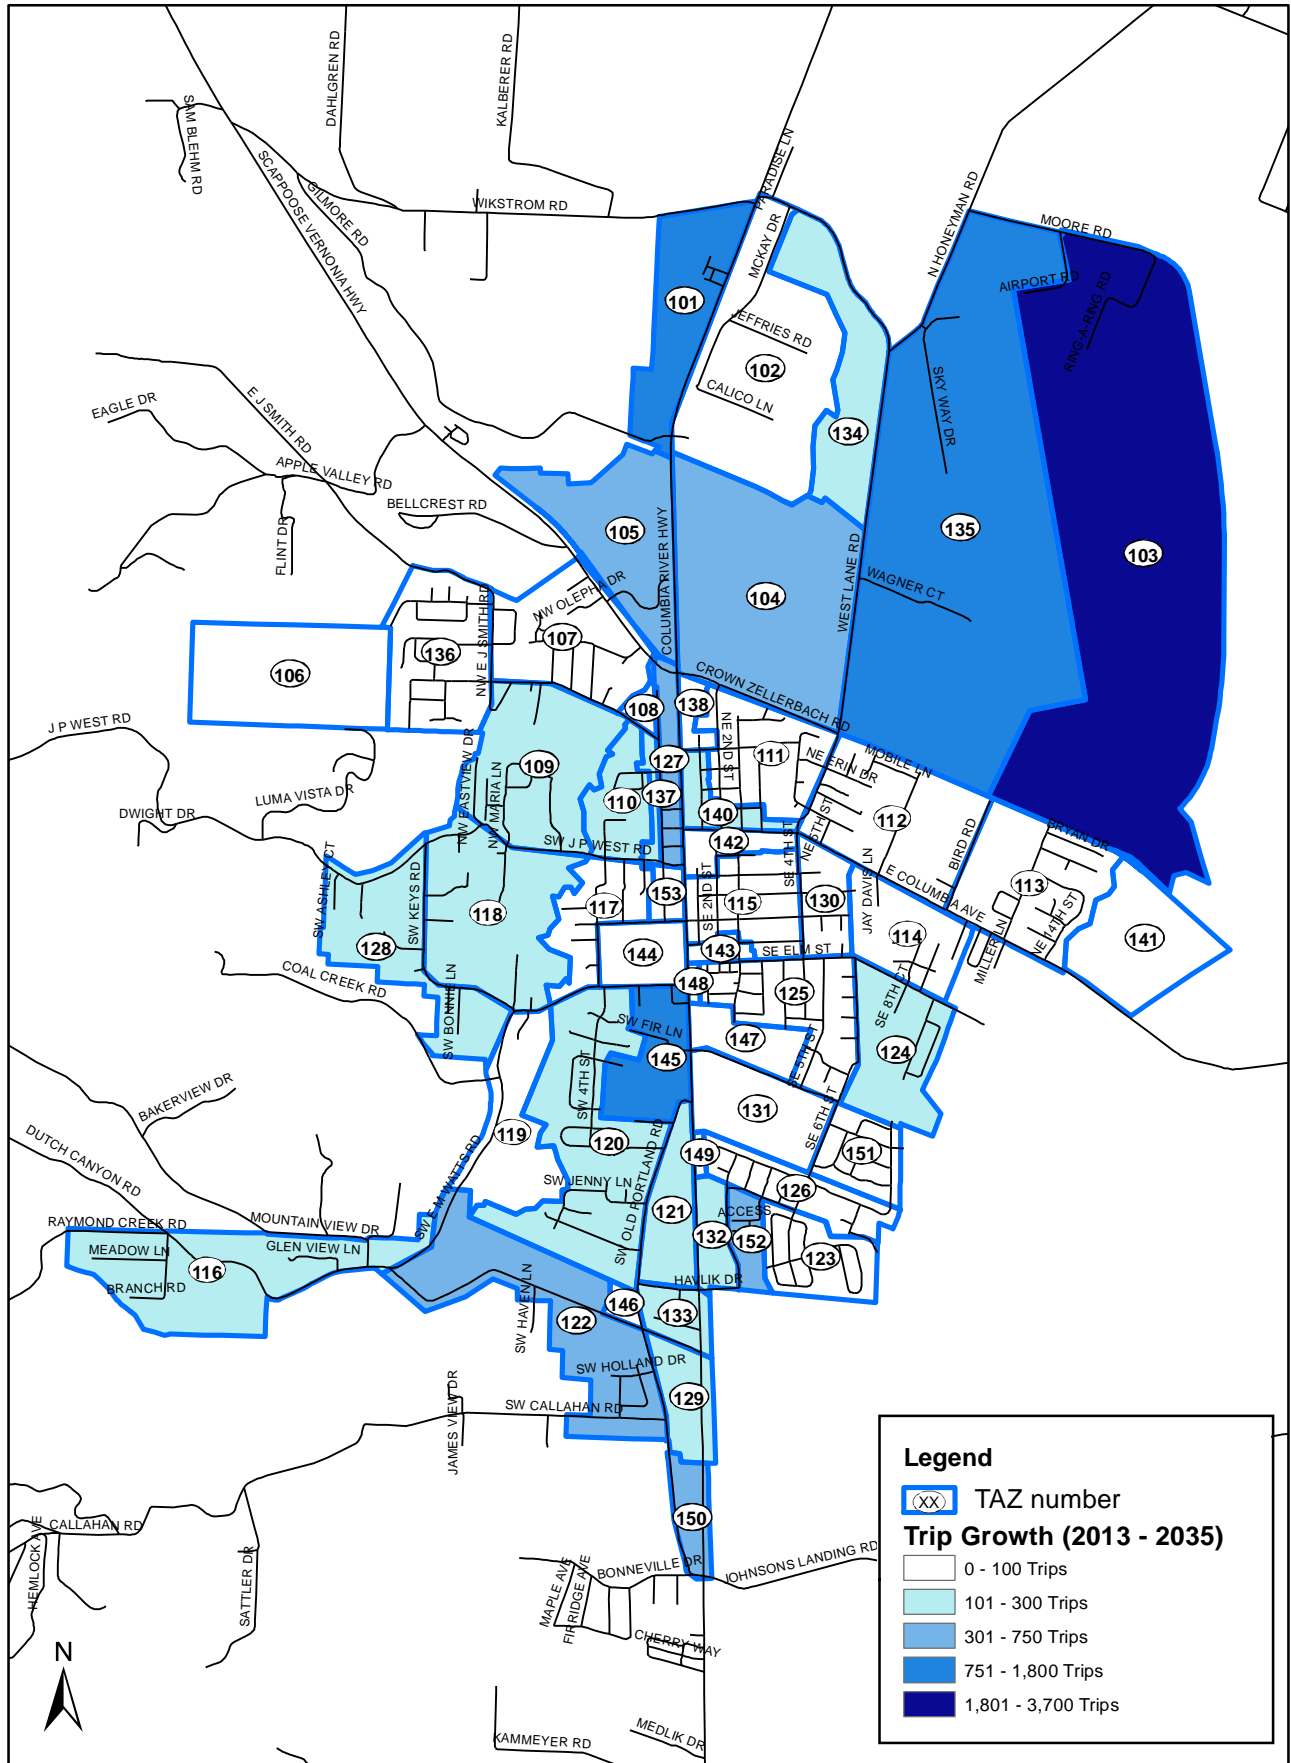 DAHLGREN RD
KALBERER RD
SAM BLEHM RD
SCAPPOOSE VERNONIA HWY
GILMORE RD
WIKSTROM RD
PARADISE LN
MCKAY DR
N HONEYMAN RD
MOORE RD
AIRPORT RD
RING-A-RING RD
101
JEFFRIES RD
102
CALICO LN
SKY WAY DR
134
EAGLE DR
E J SMITH RD
APPLE VALLEY RD
BELLCREST RD
FLINT DR
105
COLUMBIA RIVER HWY
135
103
104
WEST LANE RD
WAGNER CT
NW OLEPHA DR
NW E J SMITH RD
107
136
106
CROWN ZELLERBACH RD
108
138
J P WEST RD
NW EASTVIEW DR
NW MARIA LN
109
127
NE 2ND ST
111
NE ERIN DR
MOBILE LN
LUMA VISTA DR
110
137
140
DWIGHT DR
NE 5TH ST
112
SW J P WEST RD
142
SE 4TH ST
BIRD RD
BRYAN DR
SW ASHLEY CT
SW KEYS RD
153
SE 2ND ST
JAY DAVIS LN
E COLUMBIA AVE
113
118
117
115
130
NE 14TH ST
141
128
144
143
SE ELM ST
114
MILLER LN
COAL CREEK RD
SW BONNIE LN
148
125
SE 8TH CT
SW FIR LN
147
SE 5TH ST
145
124
BAKERVIEW DR
SW 4TH ST
131
SE 6TH ST
DUTCH CANYON RD
119
120
SW OLD PORTLAND RD
149
151
SW E M WATTS RD
SW JENNY LN
126
RAYMOND CREEK RD
MOUNTAIN VIEW DR
121
ACCESS
132
152
123
MEADOW LN
GLEN VIEW LN
116
BRANCH RD
HAVLIK DR
SW HAVEN LN
146
133
122
SW HOLLAND DR
129
JAMES VIEW DR
SW CALLAHAN RD
150
CALLAHAN RD
HEMLOCK AVE
SATTLER DR
MAPLE AVE
FIRRIDGE AVE
BONNEVILLE DR
JOHNSONS LANDING RD
CHERRY WAY
MEDLIK DR
KAMMEYER RD
N
Legend
XX TAZ number
Trip Growth (2013 - 2035)
0 - 100 Trips
101 - 300 Trips
301 - 750 Trips
751 - 1,800 Trips
1,801 - 3,700 Trips